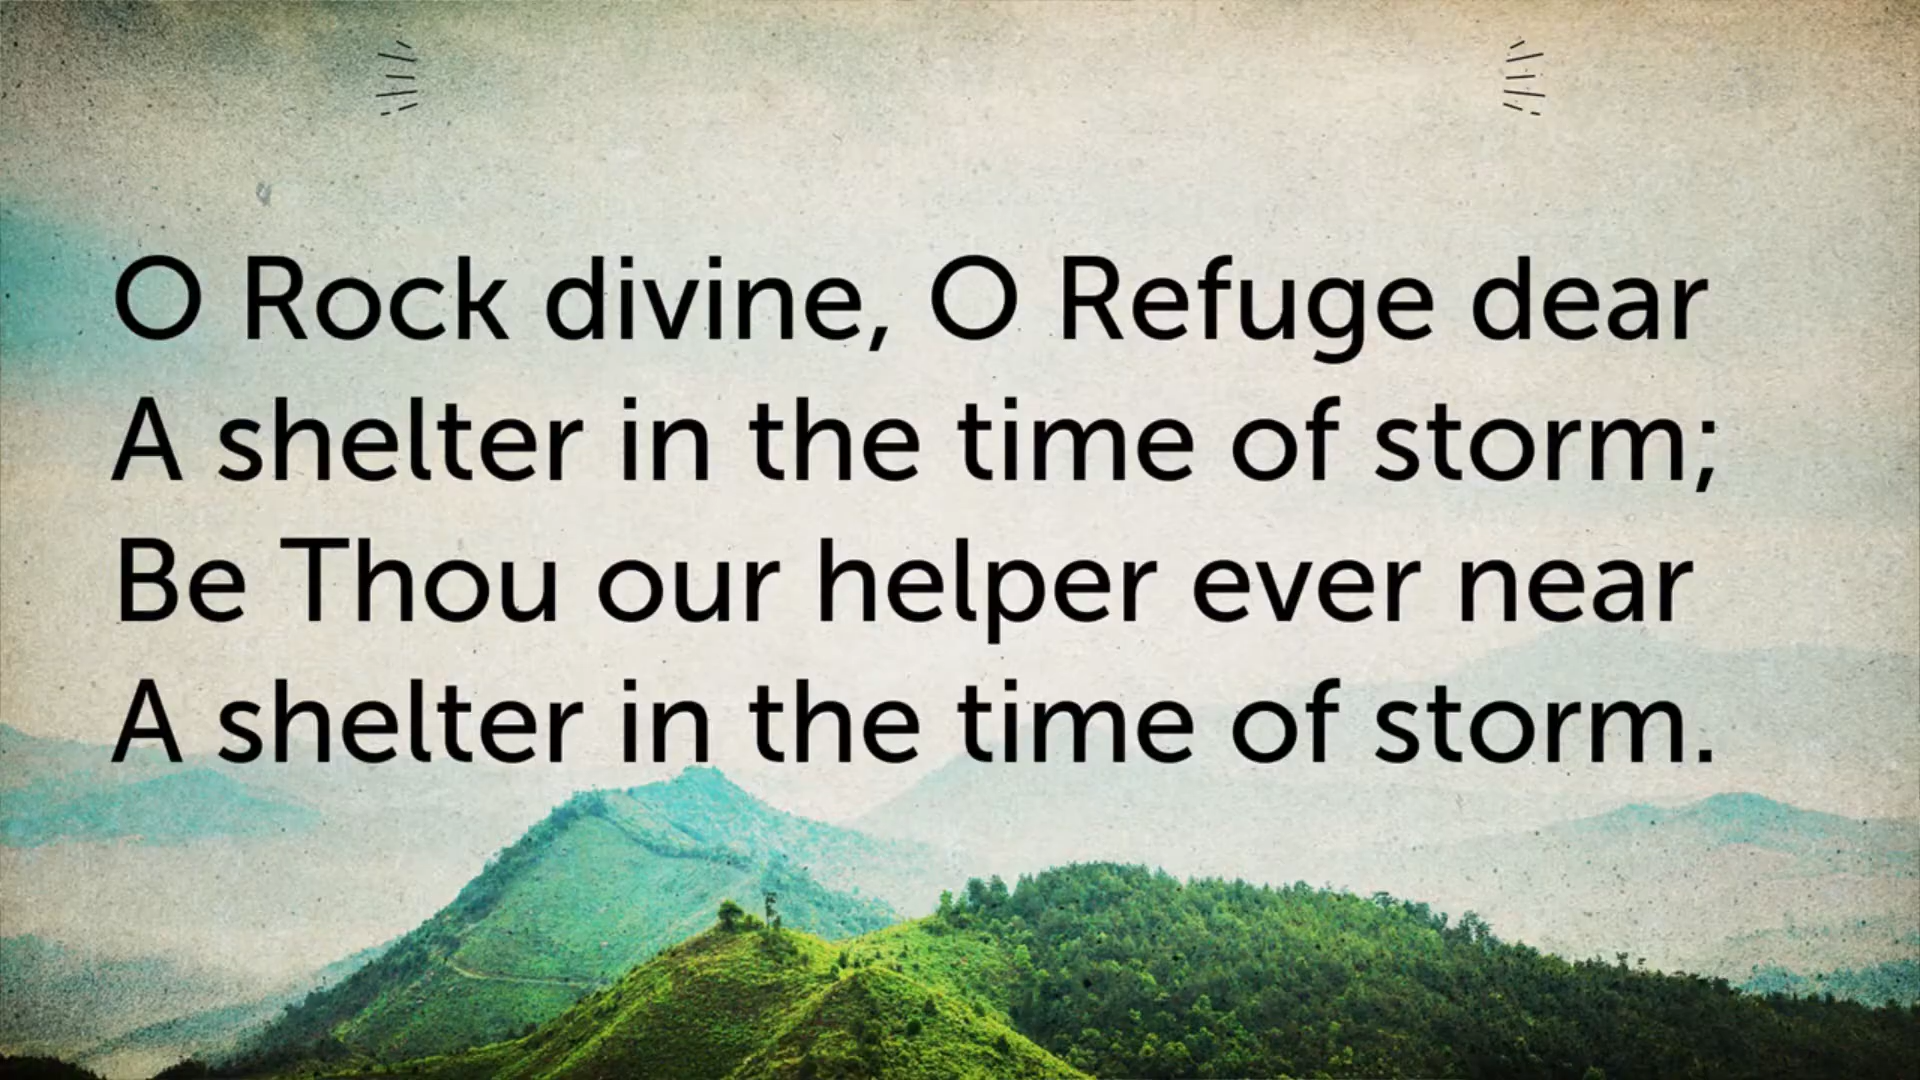 O Rock divine, O Refuge dear
A shelter in the time of storm;
Be Thou our helper ever near
A shelter in the time of storm.